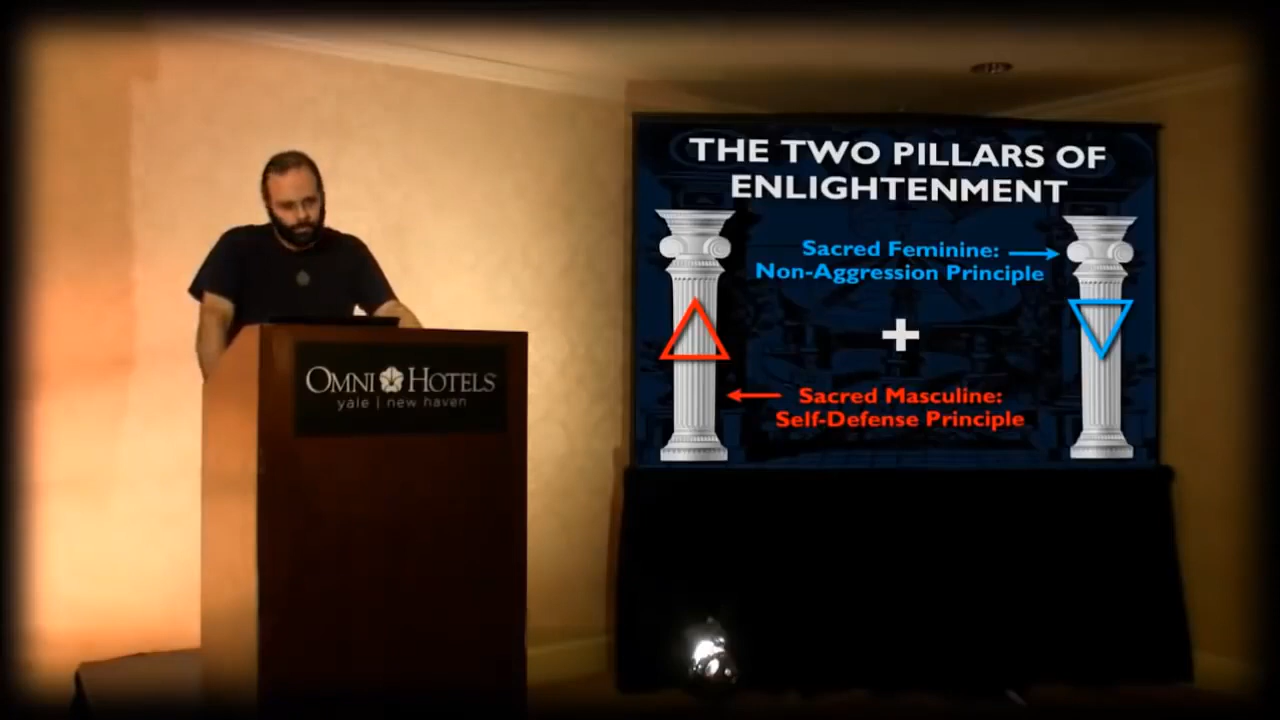 THE TWO PILLARS OF
ENLIGHTENMENT
Sacred Feminine:
Non-Aggression Principle
+
Sacred Masculine:
Self-Defense Principle
OMNI HOTELS
yale | new haven